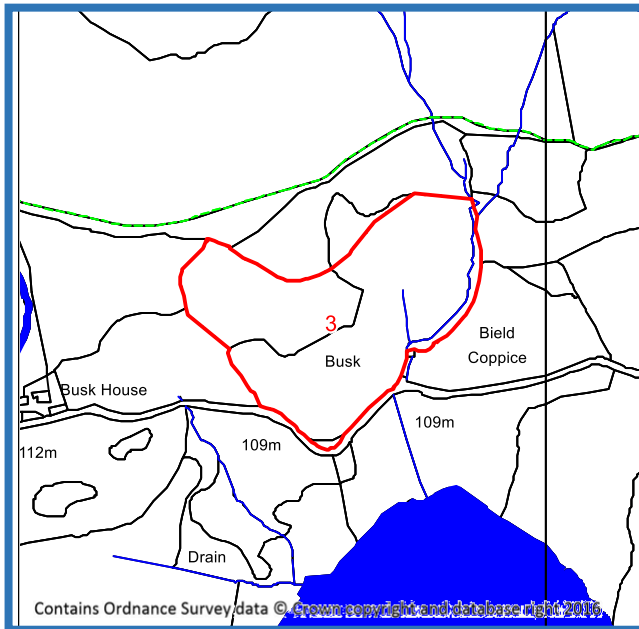 3
Bield
Coppice
Busk
Busk House
109m
109m
112m
Drain
Contains Ordnance Survey data © Crown copyright and database right 2016